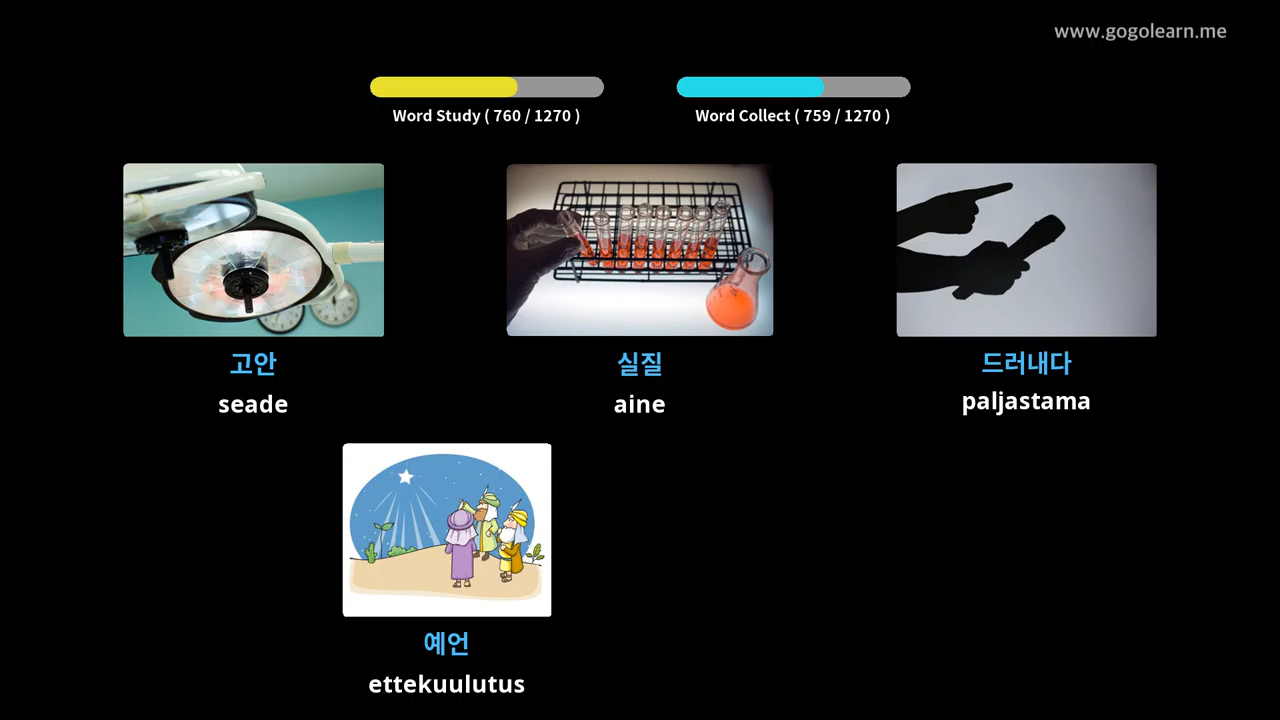 www.gogolearn.me
Word Study ( 760 / 1270 )
Word Collect ( 759 / 1270 )
고안
seade
실질
aine
드러내다
paljastama
예언
ettekuulutus